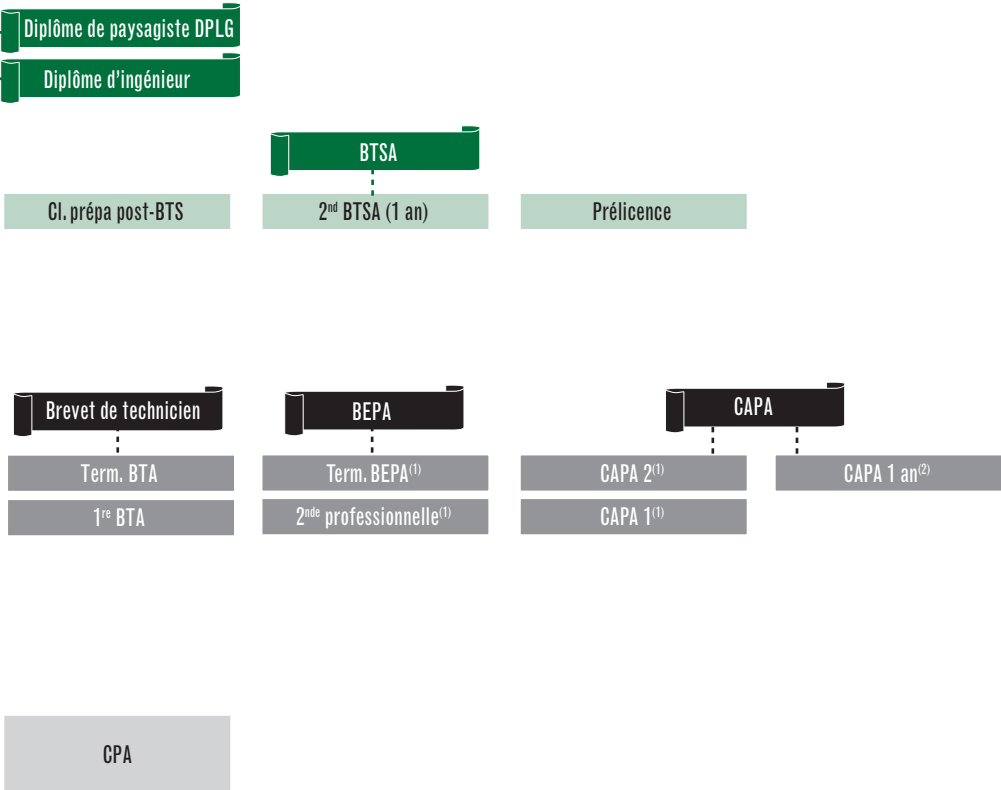 Diplôme de paysagiste DPLG
Diplôme d'ingénieur
BTSA
Cl. prépa post-BTS
2nd BTSA (1 an)
Prélicence
Brevet de technicien
BEPA
CAPA
Term. BTA
Term. BEPA(1)
CAPA 2(1)
CAPA 1 an(2)
1re BTA
2nde professionnelle(1)
CAPA 1(1)
CPA